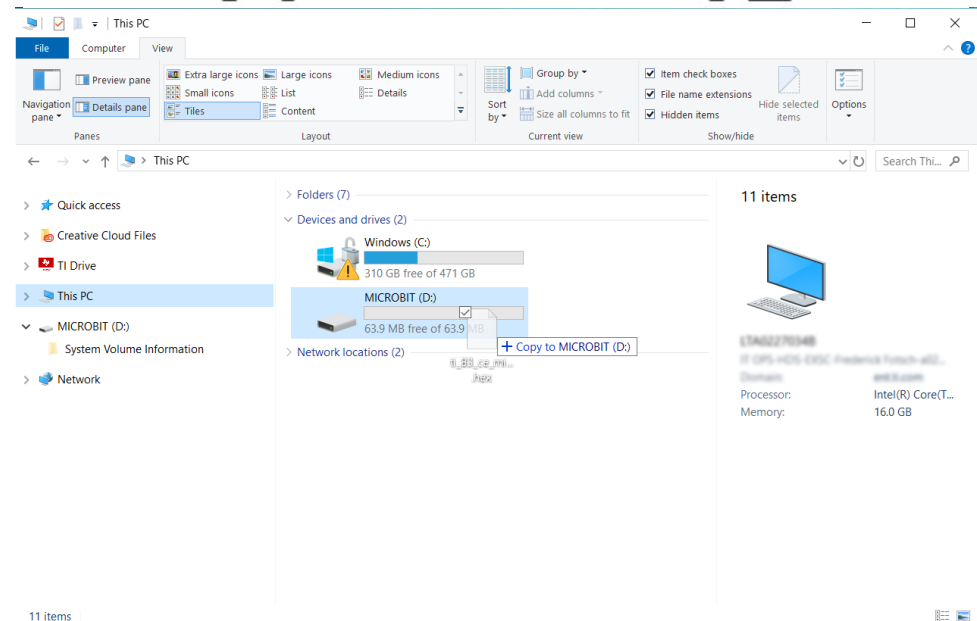 This PC
File Computer View
Navigation pane
Preview pane
Details pane
Panes
Extra large icons Large icons Medium icons
Small icons List Details
Tiles Content
Layout
Sort by
Group by
Add columns
Size all columns to fit
Current view
Item check boxes
File name extensions
Hidden items
Hide selected items
Show/hide
Options
This PC
Search Thi...
Quick access
Creative Cloud Files
TI Drive
This PC
MICROBIT (D:)
System Volume Information
Network
Folders (7)
Devices and drives (2)
Windows (C:)
310 GB free of 471 GB
MICROBIT (D:)
63.9 MB free of 63.9 MB
+ Copy to MICROBIT (D:)
Network locations (2)
.hex
11 items
Processor: Intel(R) Core(T...
Memory: 16.0 GB
11 items